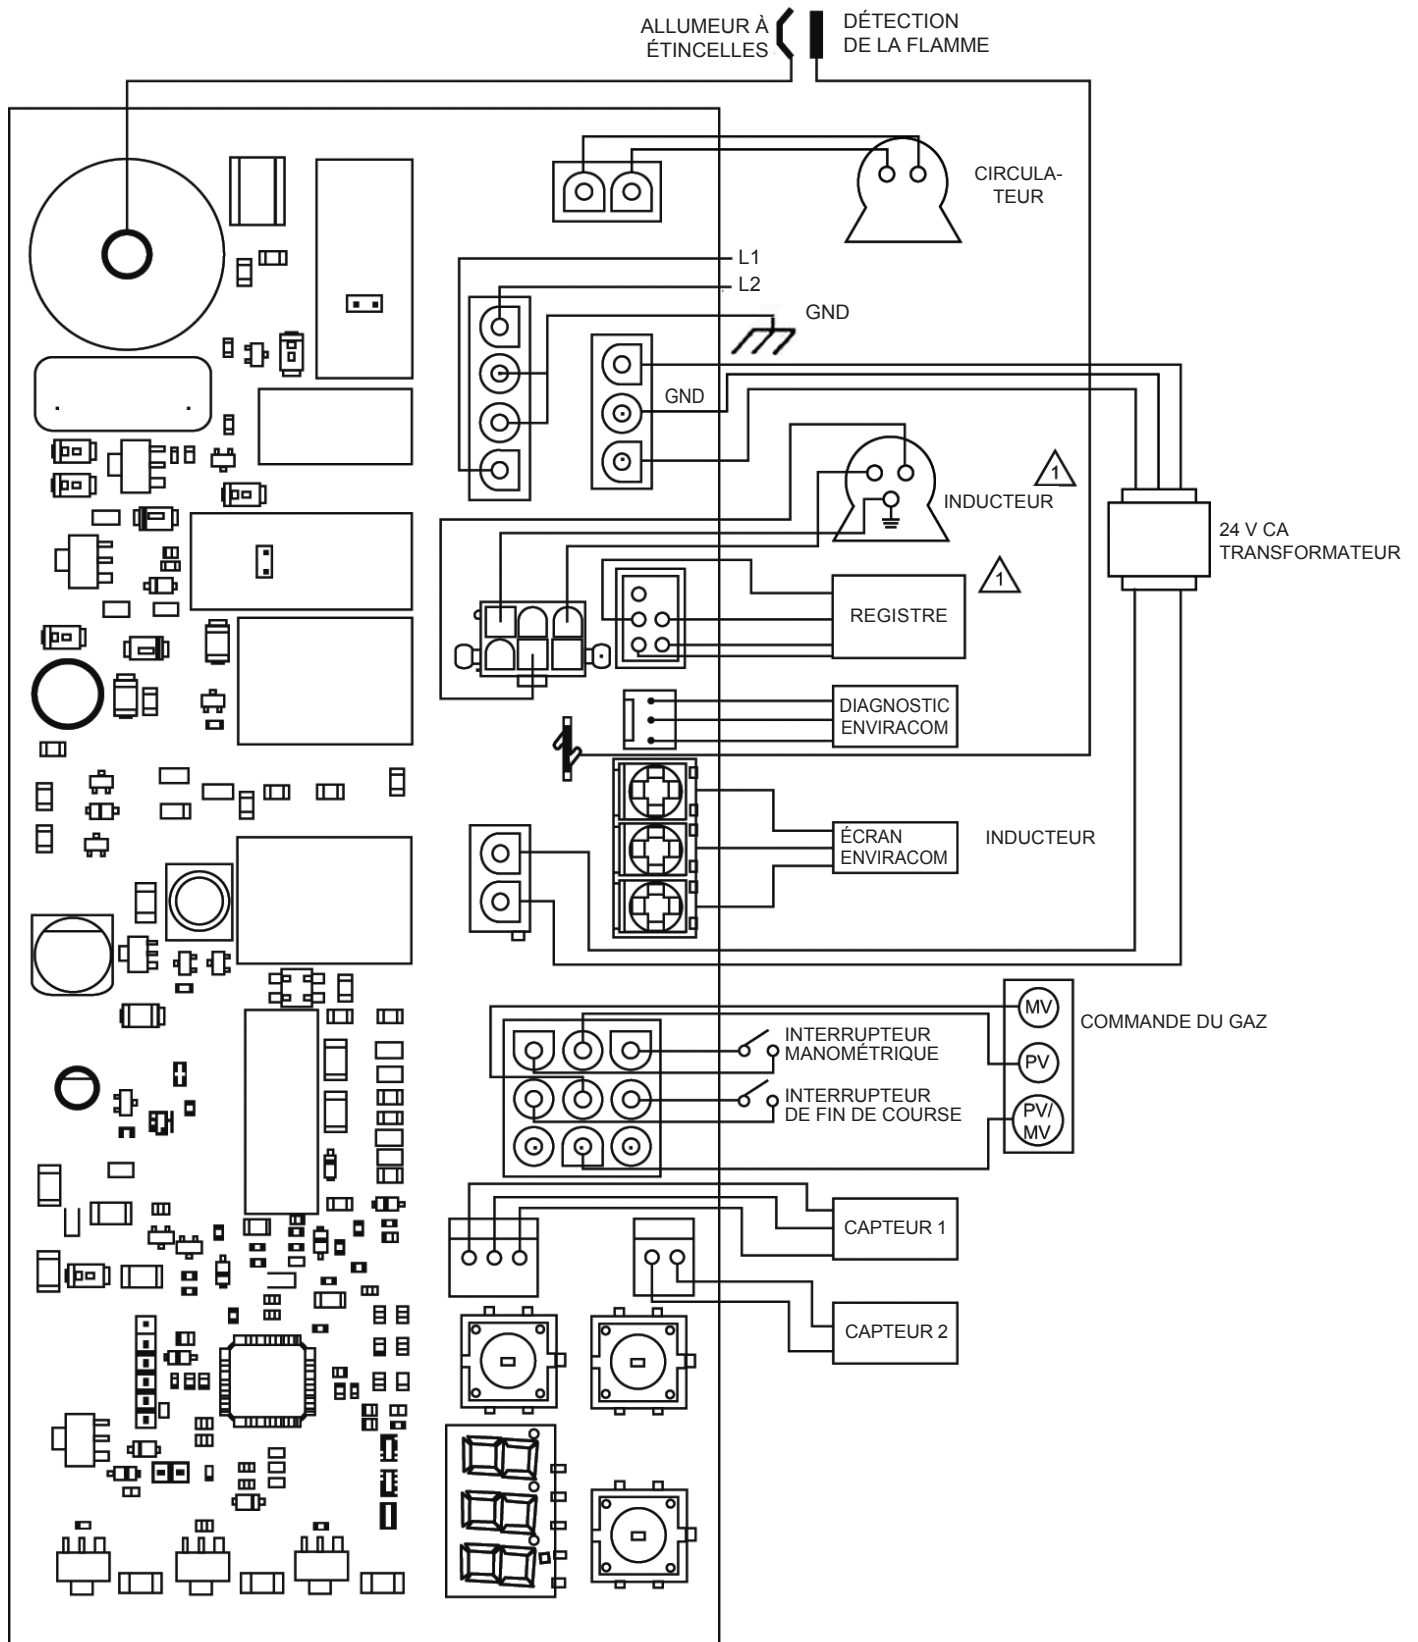 ALLUMEUR À
ÉTINCELLES
DÉTECTION
DE LA FLAMME
CIRCULA-
TEUR
L1
L2
GND
GND
1
INDUCTEUR
24 V CA
TRANSFORMATEUR
1
REGISTRE
DIAGNOSTIC
ENVIRACOM
ÉCRAN
ENVIRACOM
INDUCTEUR
MV
COMMANDE DU GAZ
INTERRUPTEUR
MANOMÉTRIQUE
PV
INTERRUPTEUR
DE FIN DE COURSE
PV/
MV
CAPTEUR 1
CAPTEUR 2